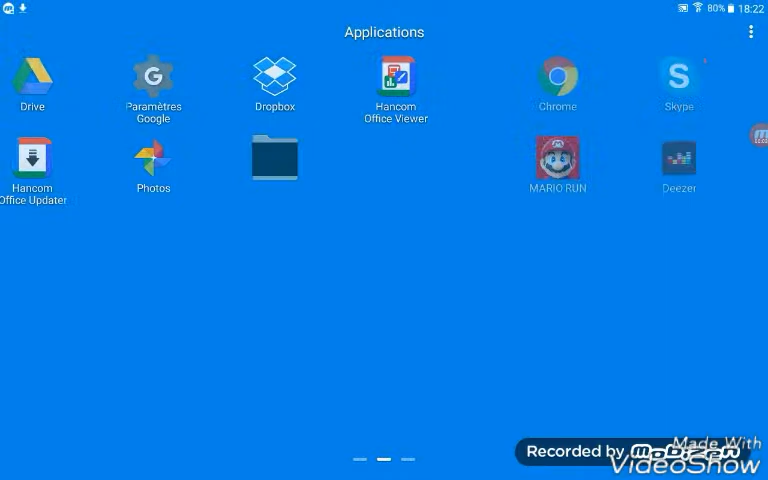 80% 18:22
Applications
Drive
Paramètres
Google
Dropbox
Hancom
Office Viewer
Chrome
Skype
Hancom
Office Updater
Photos
MARIO RUN
Deezer
Recorded by mobizen
Made With
VideoShow